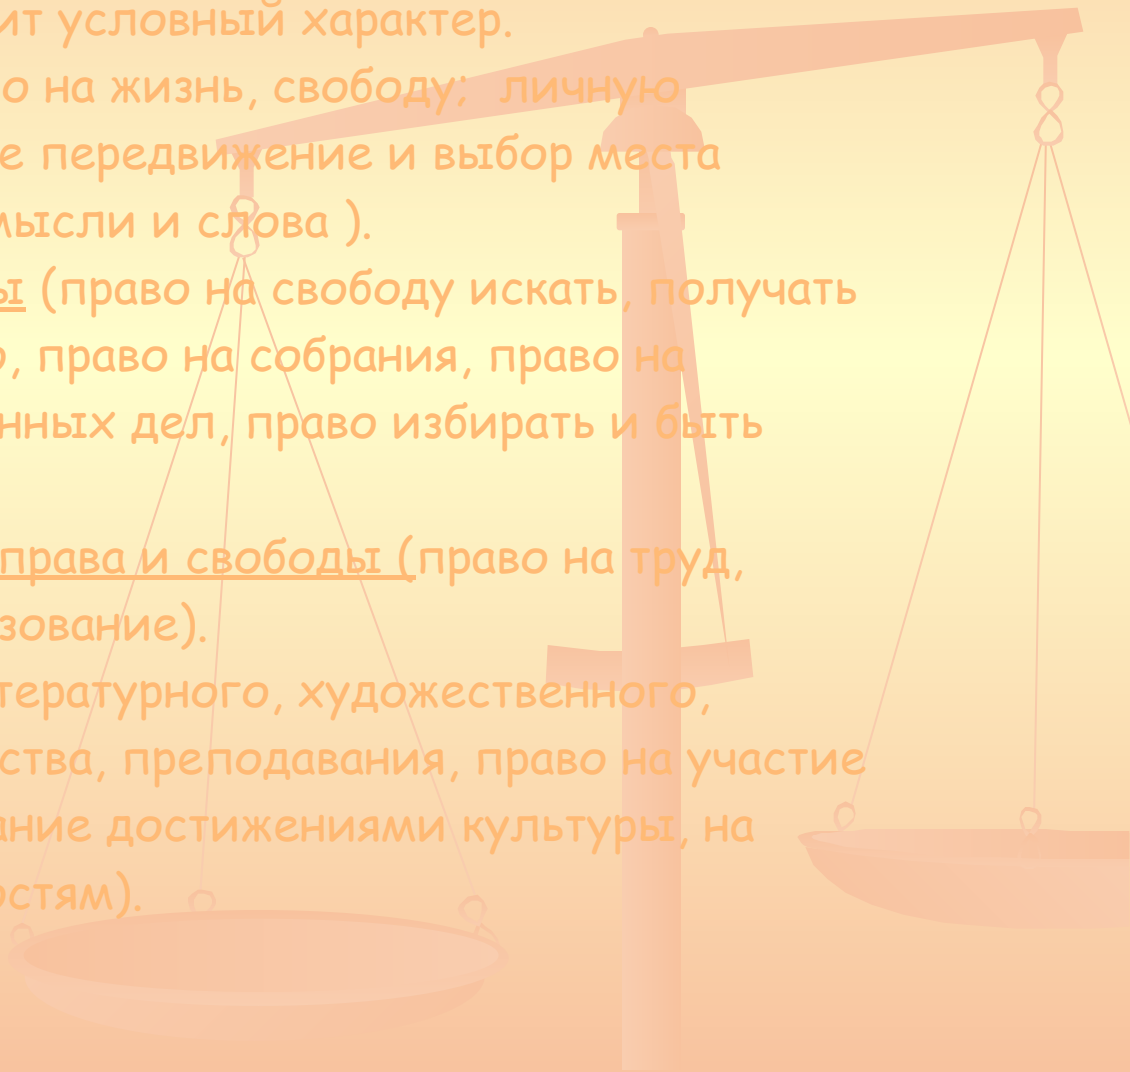 ит условный характер.
о на жизнь, свободу; личную
е передвижение и выбор места
мысли и слова ).
ы (право на свободу искать, получать
о, право на собрания, право на
нных дел, право избирать и быть
права и свободы (право на труд,
зование).
тературного, художественного,
ства, преподавания, право на участие
ание достижениями культуры, на
остям).